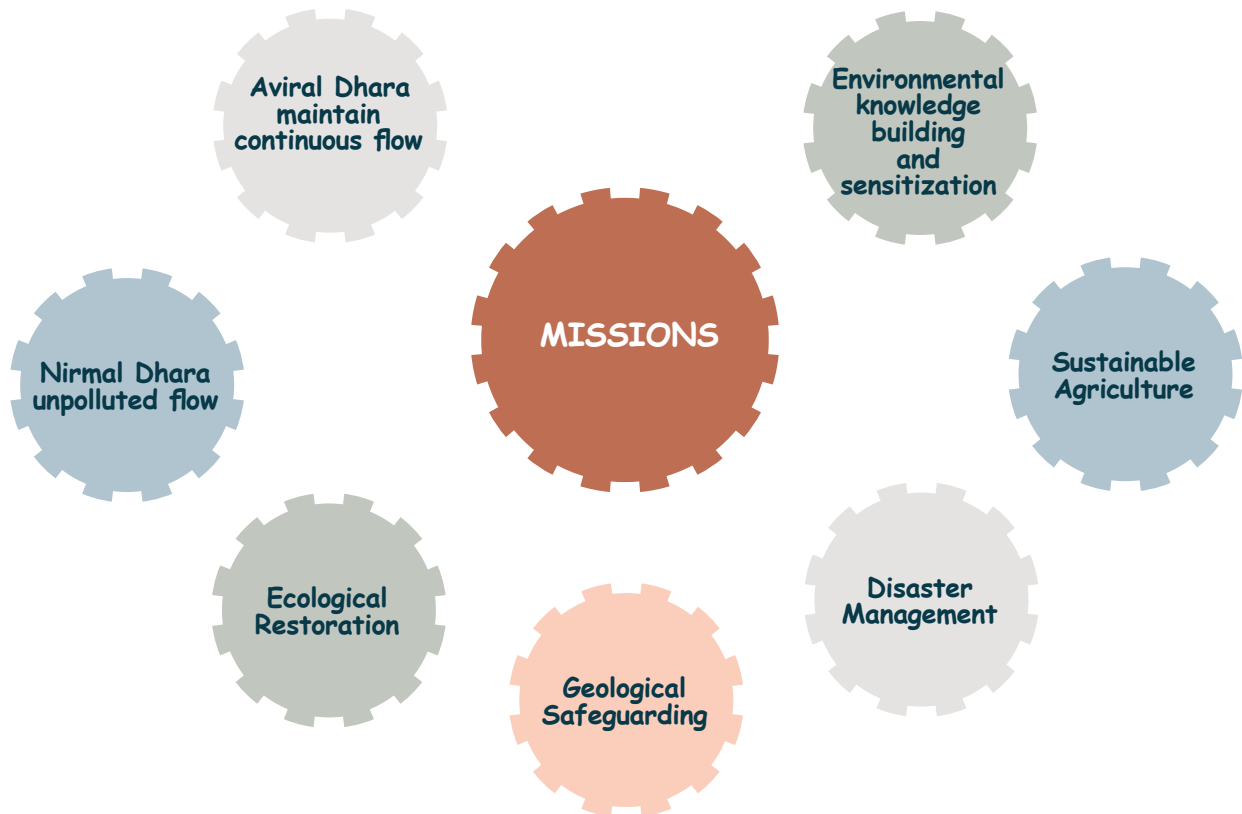 Aviral Dhara
maintain
continuous flow
Environmental
knowledge
building
and
sensitization
MISSIONS
Nirmal Dhara
unpolluted flow
Sustainable
Agriculture
Ecological
Restoration
Disaster
Management
Geological
Safeguarding